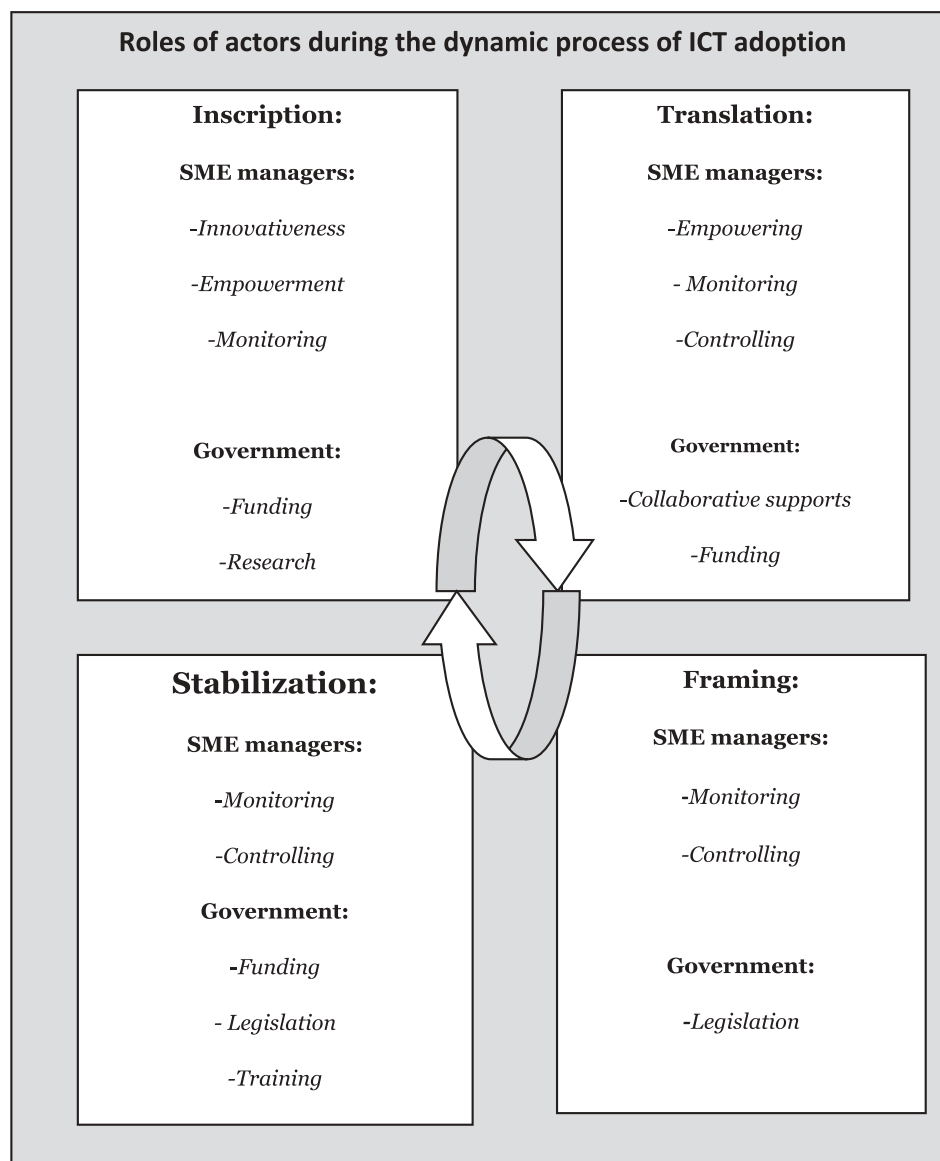 Roles of actors during the dynamic process of ICT adoption
Inscription:
SME managers:
-Innovativeness
-Empowerment
-Monitoring
Government:
-Funding
-Research
Translation:
SME managers:
-Empowering
- Monitoring
-Controlling
Government:
-Collaborative supports
-Funding
Stabilization:
SME managers:
-Monitoring
-Controlling
Government:
-Funding
- Legislation
-Training
Framing:
SME managers:
-Monitoring
-Controlling
Government:
-Legislation